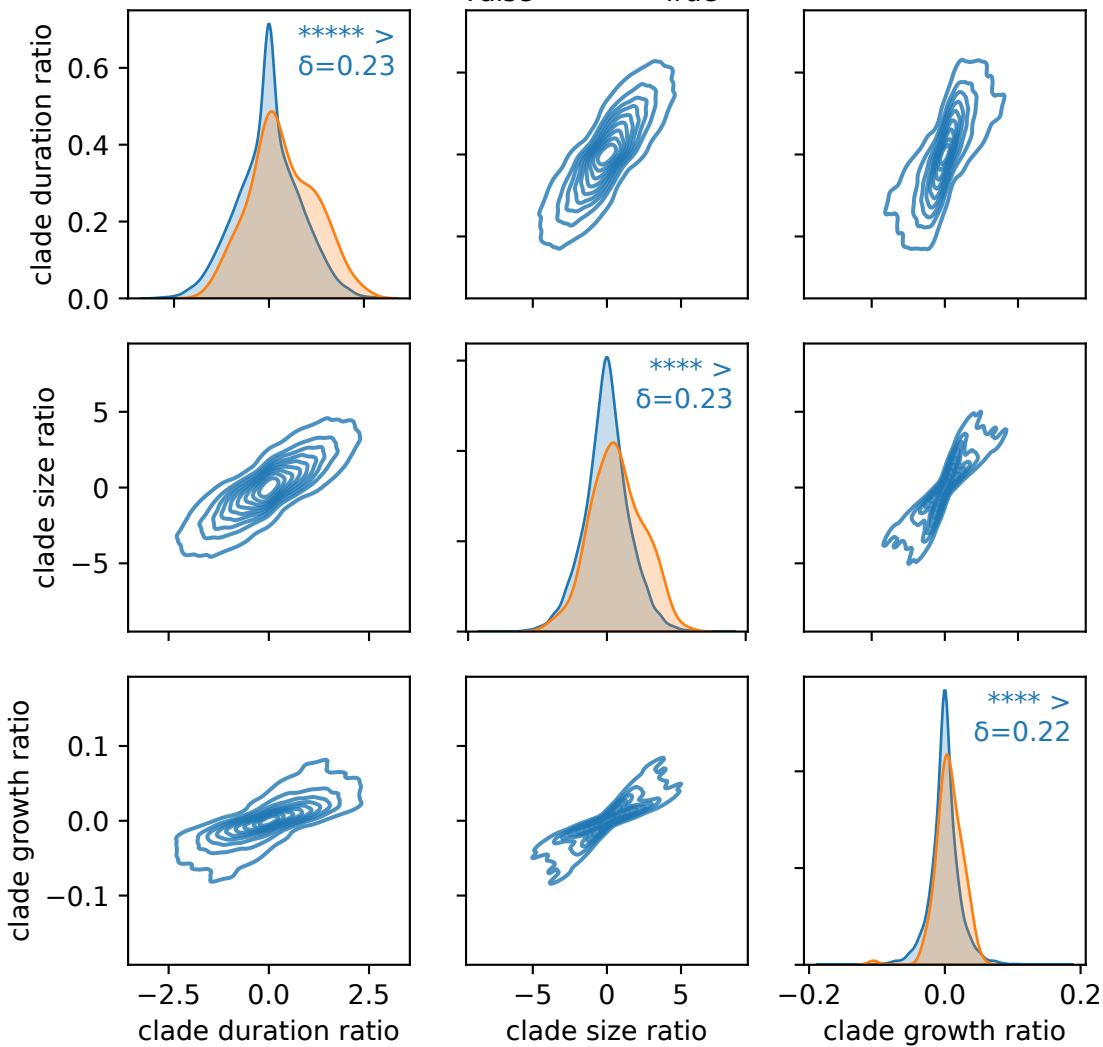 clade duration ratio
0.6
0.4
0.2
0.0
***** >
δ=0.23
clade size ratio
5
0
−5
**** >
δ=0.23
clade growth ratio
0.1
0.0
−0.1
**** >
δ=0.22
−2.5 0.0 2.5
−5 0 5
−0.2 0.0 0.2
clade duration ratio
clade size ratio
clade growth ratio